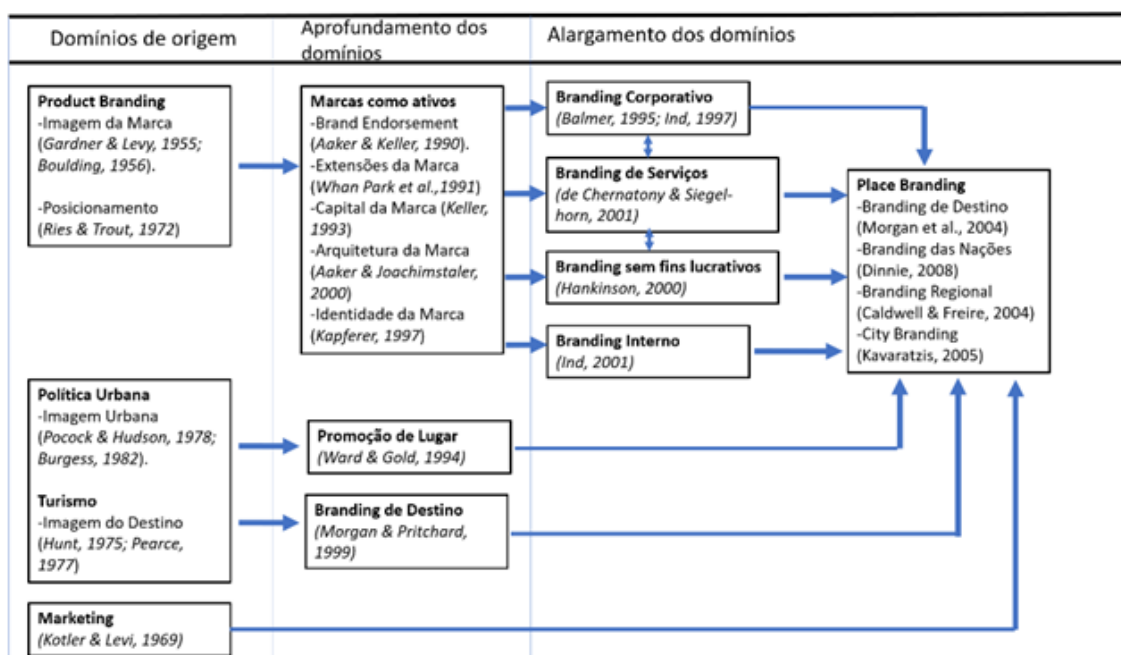 Domínios de origem
Aprofundamento dos
domínios
Alargamento dos domínios
Product Branding
-Imagem da Marca
(Gardner & Levy, 1955;
Boulding, 1956).
-Posicionamento
(Ries & Trout, 1972)
Marcas como ativos
-Brand Endorsement
(Aaker & Keller, 1990).
-Extensões da Marca
(Whan Park et al.,1991)
-Capital da Marca (Keller,
1993)
-Arquitetura da Marca
(Aaker & Joachimstaler,
2000)
-Identidade da Marca
(Kapferer, 1997)
Branding Corporativo
(Balmer, 1995; Ind, 1997)
Branding de Serviços
(de Chernatony & Siegel-
horn, 2001)
Branding sem fins lucrativos
(Hankinson, 2000)
Branding Interno
(Ind, 2001)
Place Branding
-Branding de Destino
(Morgan et al., 2004)
-Branding das Nações
(Dinnie, 2008)
-Branding Regional
(Caldwell & Freire, 2004)
-City Branding
(Kavaratzis, 2005)
Política Urbana
-Imagem Urbana
(Pocock & Hudson, 1978;
Burgess, 1982).
Turismo
-Imagem do Destino
(Hunt, 1975; Pearce,
1977)
Promoção de Lugar
(Ward & Gold, 1994)
Branding de Destino
(Morgan & Pritchard,
1999)
Marketing
(Kotler & Levi, 1969)